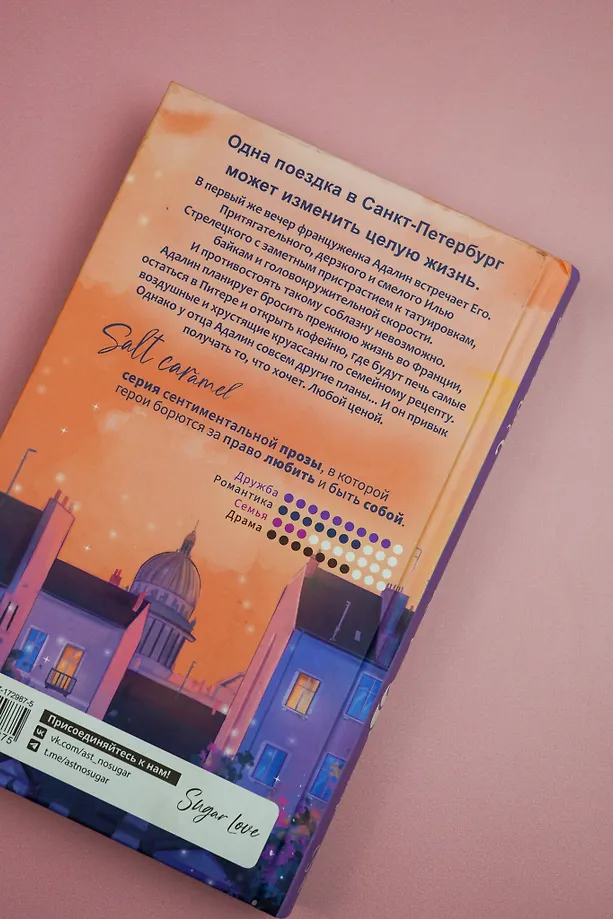 Одна поездка в Санкт-Петербург
может изменить целую жизнь.
В первый же вечер француженка Адалин встречает Его.
Притягательного, дерзкого и смелого Илью
Стрелецкого с заметным пристрастием к татуировкам,
байкам и головокружительной скорости.
И противостоять такому соблазну невозможно.
Адалин планирует бросить прежнюю жизнь во Франции,
остаться в Питере и открыть кофейню, где будут печь самые
воздушные и хрустящие круассаны по семейному рецепту.
Однако у отца Адалин совсем другие планы... И он привык
получать то, что хочет. Любой ценой.
Salt caramel
серия сентиментальной прозы, в которой
герои борются за право любить и быть собой.
Дружба
Романтика
Семья
Драма
-172987-5
Присоединяйтесь к нам!
vk.com/ast_nosugar
t.me/astnosugar
Sugar Love